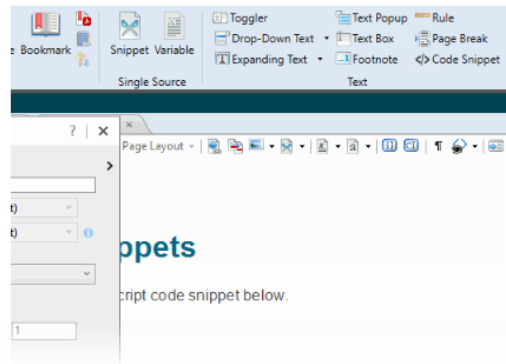 Toggler Text Popup Rule
Bookmark Snippet Variable Drop-Down Text Text Box Page Break
Expanding Text Footnote </> Code Snippet
Single Source Text
? | ×
×
Page Layout
>
t)
t)
ppets
cript code snippet below.
1